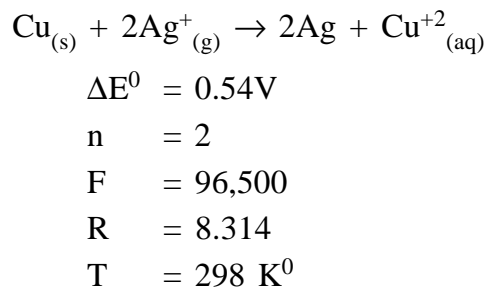 Cu(s) + 2Ag⁺(g) → 2Ag + Cu⁺²(aq)
ΔE⁰ = 0.54V
n = 2
F = 96,500
R = 8.314
T = 298 K⁰